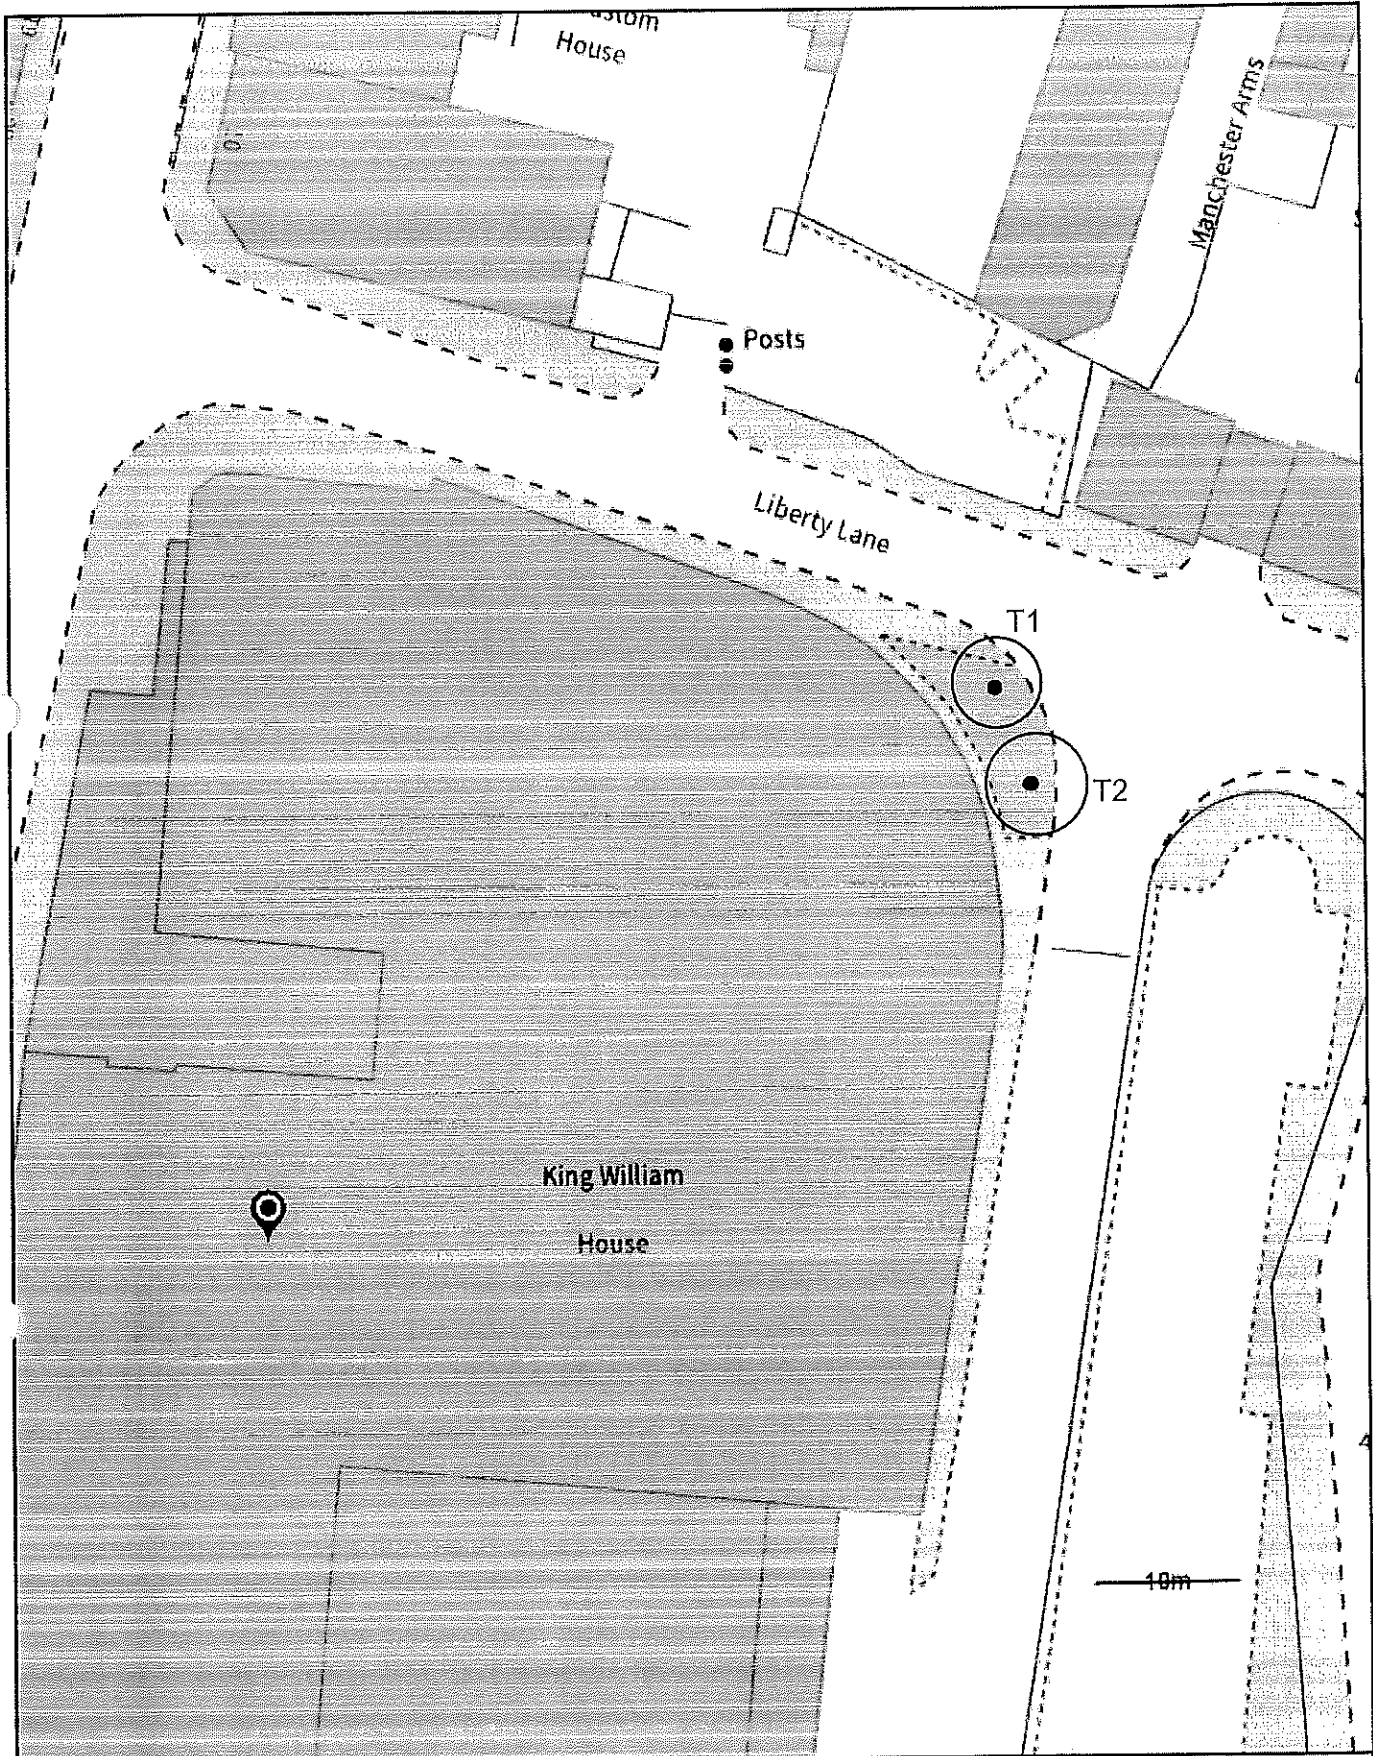 House
Manchester Arms
Posts
Liberty Lane
T1
T2
King William
House
10m